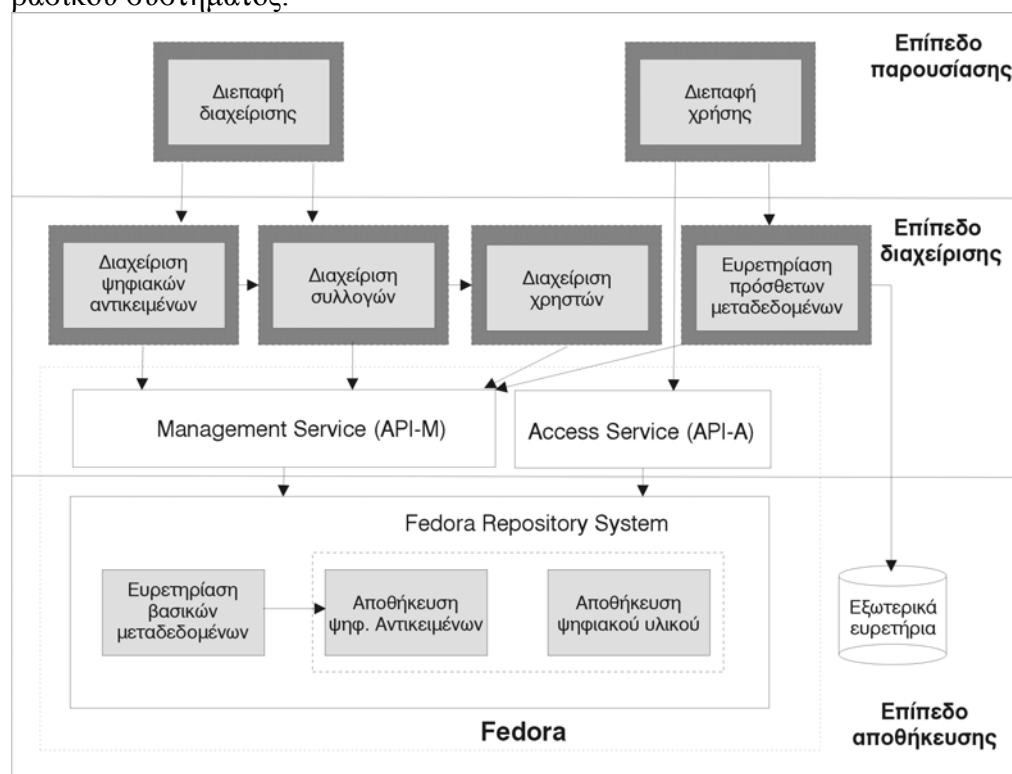 βασικού συστήματος.
Επίπεδο
παρουσίασης
Διεπαφή
διαχείρισης
Διεπαφή
χρήσης
Επίπεδο
διαχείρισης
Διαχείριση
ψηφιακών
αντικειμένων
Διαχείριση
συλλογών
Διαχείριση
χρηστών
Ευρετηρίαση
πρόσθετων
μεταδεδομένων
Management Service (API-M)
Access Service (API-A)
Fedora Repository System
Ευρετηρίαση
βασικών
μεταδεδομένων
Αποθήκευση
ψηφ. Αντικειμένων
Αποθήκευση
ψηφιακού υλικού
Εξωτερικά
ευρετήρια
Fedora
Επίπεδο
αποθήκευσης